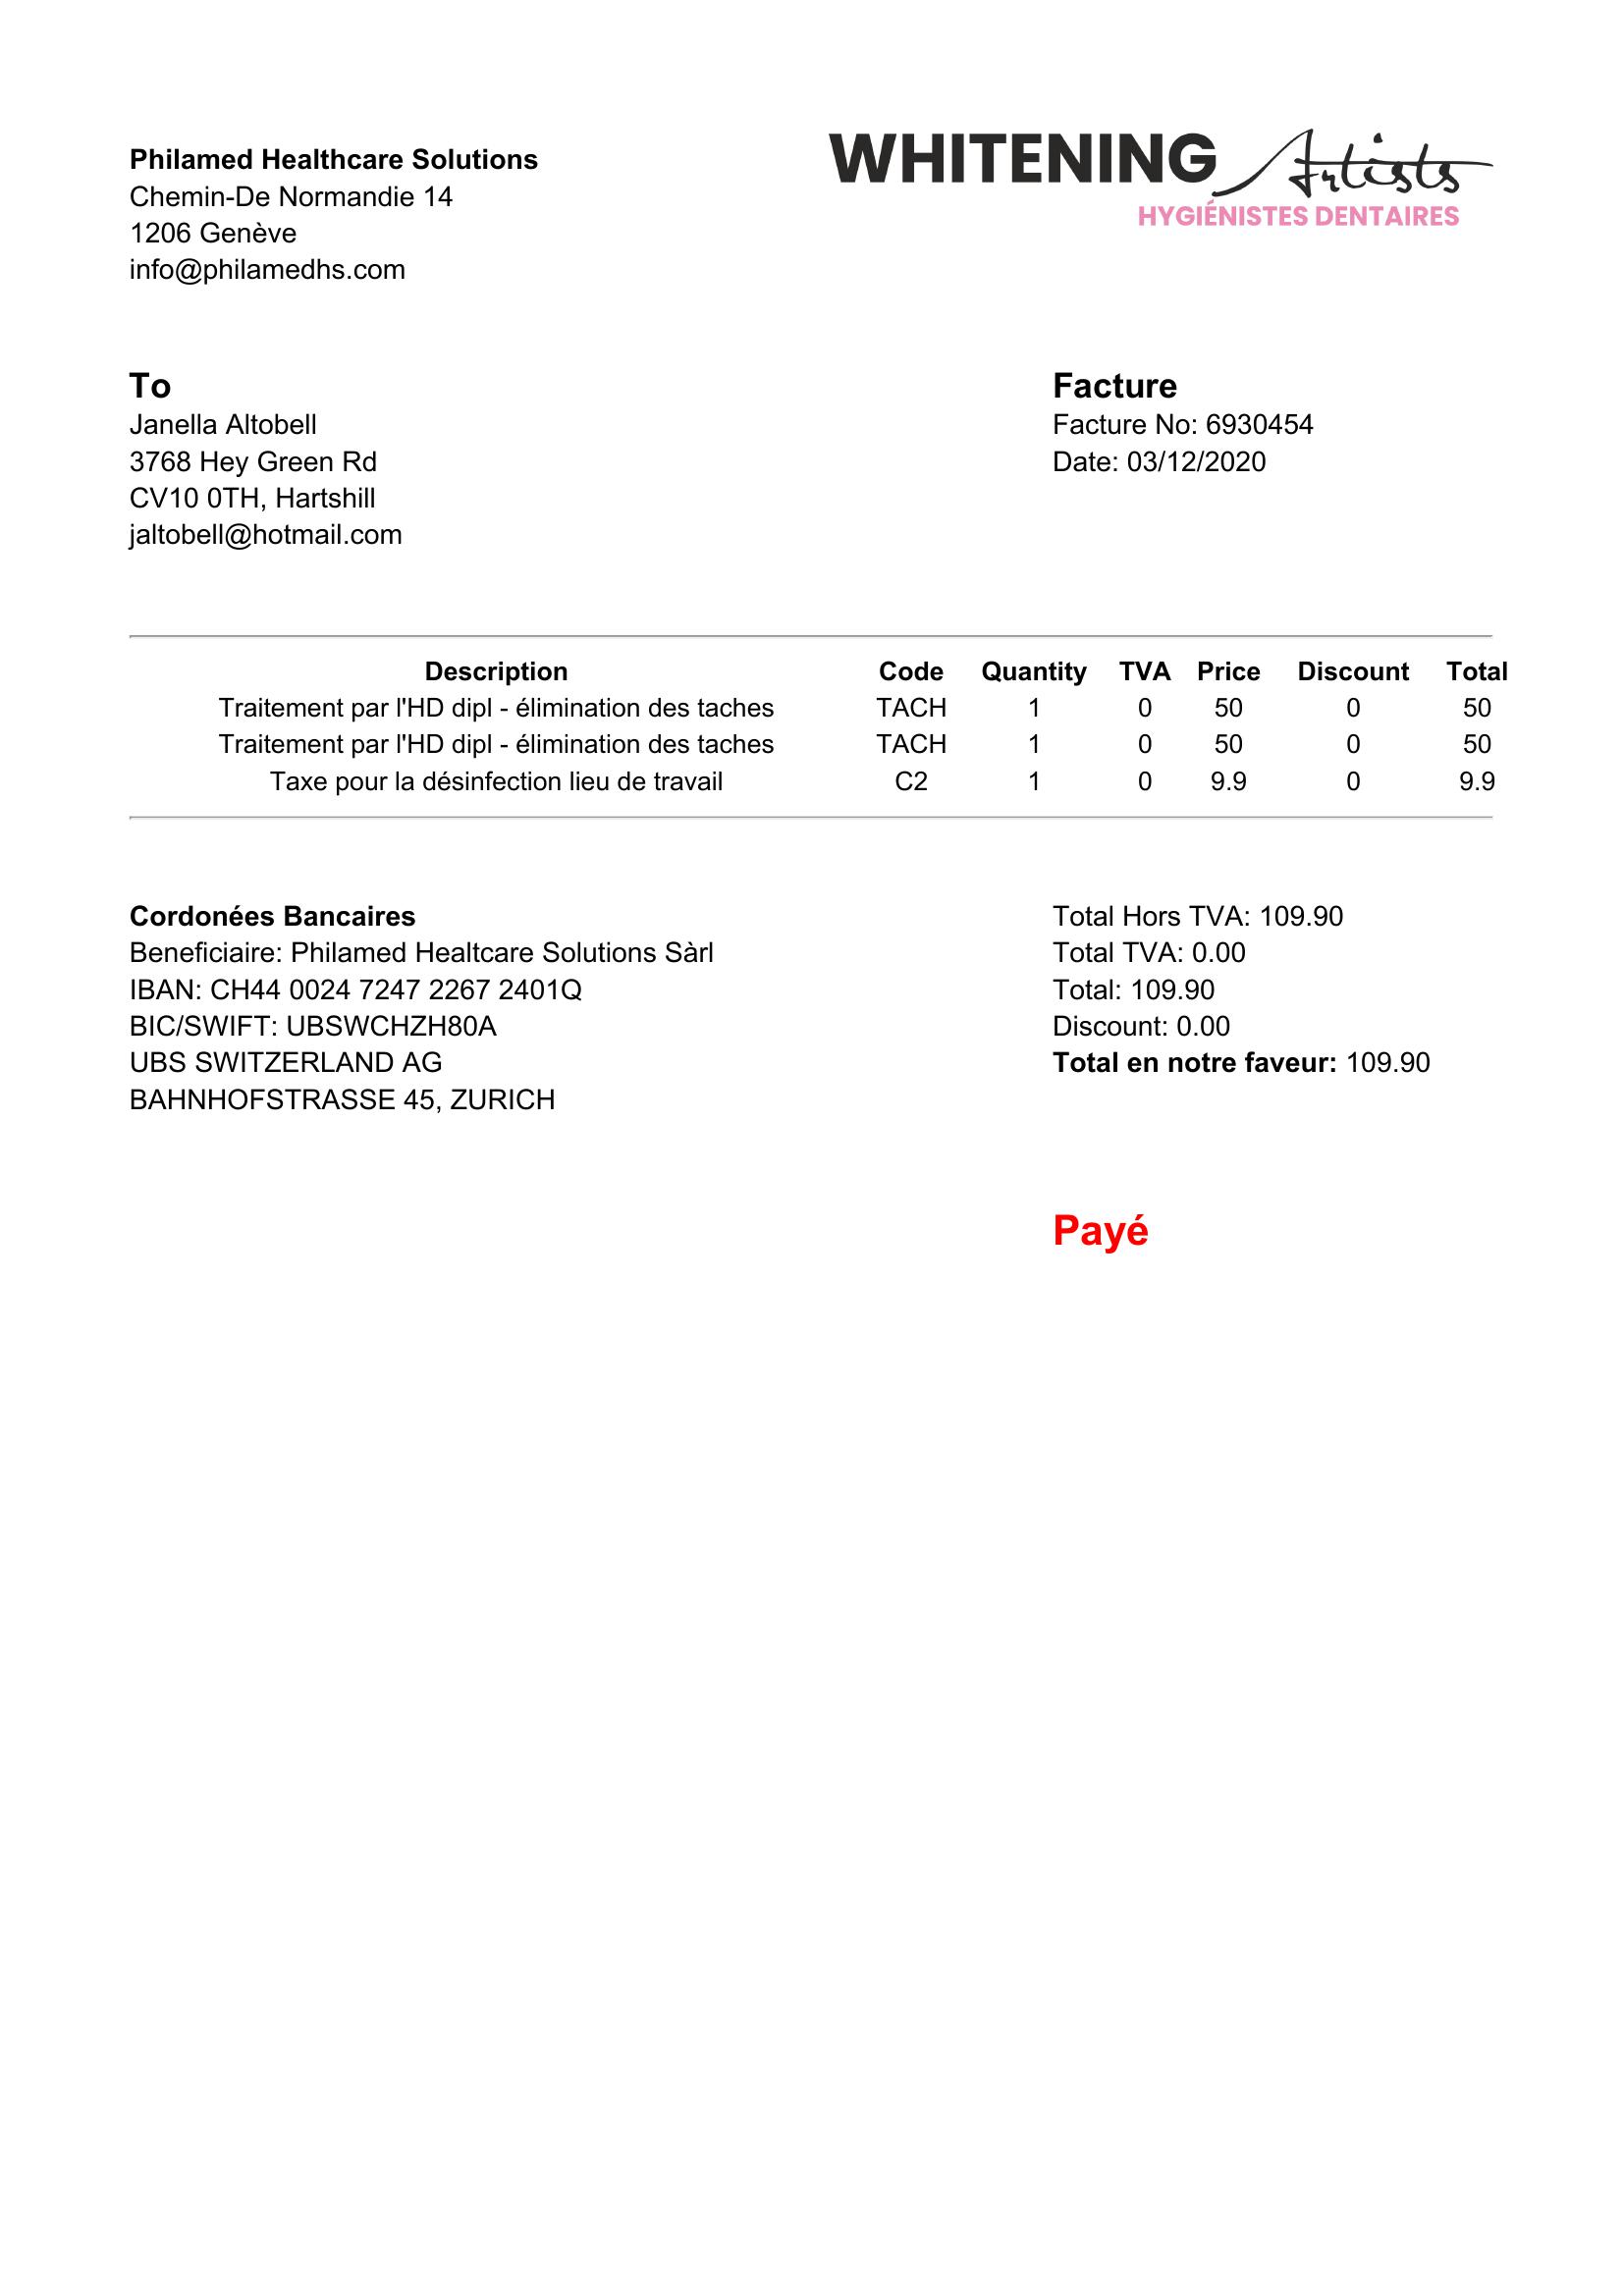 Philamed Healthcare Solutions
Chemin-De Normandie 14
1206 Genève
info@philamedhs.com
WHITENING Artists
HYGIÉNISTES DENTAIRES
To
Janella Altobell
3768 Hey Green Rd
CV10 0TH, Hartshill
jaltobell@hotmail.com
Facture
Facture No: 6930454
Date: 03/12/2020
Description Code Quantity TVA Price Discount Total
Traitement par l'HD dipl - élimination des taches TACH 1 0 50 0 50
Traitement par l'HD dipl - élimination des taches TACH 1 0 50 0 50
Taxe pour la désinfection lieu de travail C2 1 0 9.9 0 9.9
Cordonées Bancaires
Beneficiaire: Philamed Healtcare Solutions Sàrl
IBAN: CH44 0024 7247 2267 2401Q
BIC/SWIFT: UBSWCHZH80A
UBS SWITZERLAND AG
BAHNHOFSTRASSE 45, ZURICH
Total Hors TVA: 109.90
Total TVA: 0.00
Total: 109.90
Discount: 0.00
Total en notre faveur: 109.90
Payé